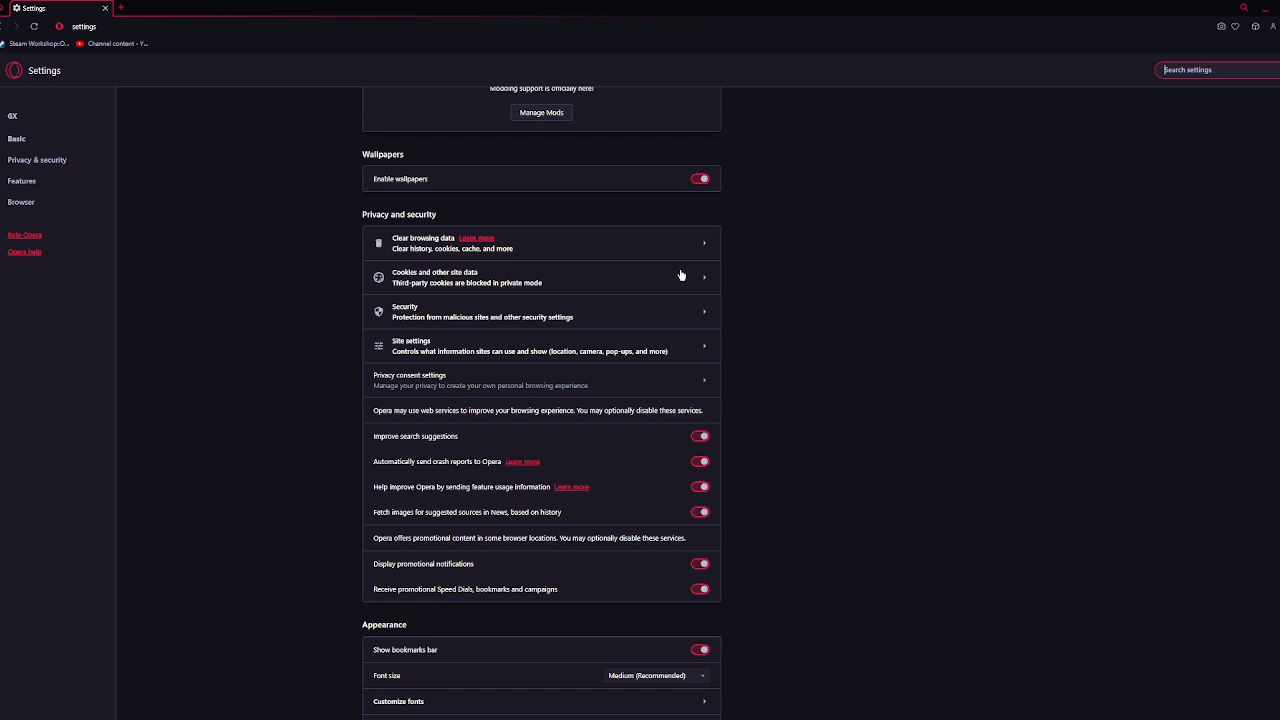 Settings
settings
Steam Workshop::O...
Channel content - Y...
Settings
Search settings
GX
Basic
Privacy & security
Features
Browser
Rate Opera
Opera help
Modding support is officially here!
Manage Mods
Wallpapers
Enable wallpapers
Privacy and security
Clear browsing data Learn more
Clear history, cookies, cache, and more
Cookies and other site data
Third-party cookies are blocked in private mode
Security
Protection from malicious sites and other security settings
Site settings
Controls what information sites can use and show (location, camera, pop-ups, and more)
Privacy consent settings
Manage your privacy to create your own personal browsing experience
Opera may use web services to improve your browsing experience. You may optionally disable these services.
Improve search suggestions
Automatically send crash reports to Opera Learn more
Help improve Opera by sending feature usage information Learn more
Fetch images for suggested sources in News, based on history
Opera offers promotional content in some browser locations. You may optionally disable these services.
Display promotional notifications
Receive promotional Speed Dials, bookmarks and campaigns
Appearance
Show bookmarks bar
Font size
Medium (Recommended)
Customize fonts